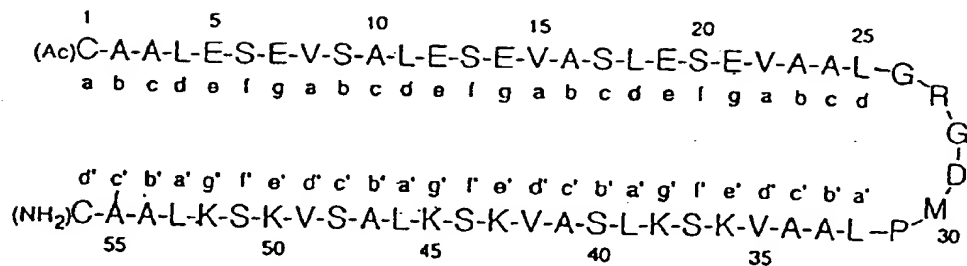 1 5 10 15 20 25
(Ac)C-A-A-L-E-S-E-V-S-A-L-E-S-E-V-A-S-L-E-S-E-V-A-A-L-G
a b c d e f g a b c d e f g a b c d e f g a b c d
R
G
D
d' c' b' a' g' f' e' d' c' b' a' g' f' e' d' c' b' a' g' f' e' d' c' b' a'
M
30
(NH2)C-A-A-L-K-S-K-V-S-A-L-K-S-K-V-A-S-L-K-S-K-V-A-A-L-P
55 50 45 40 35